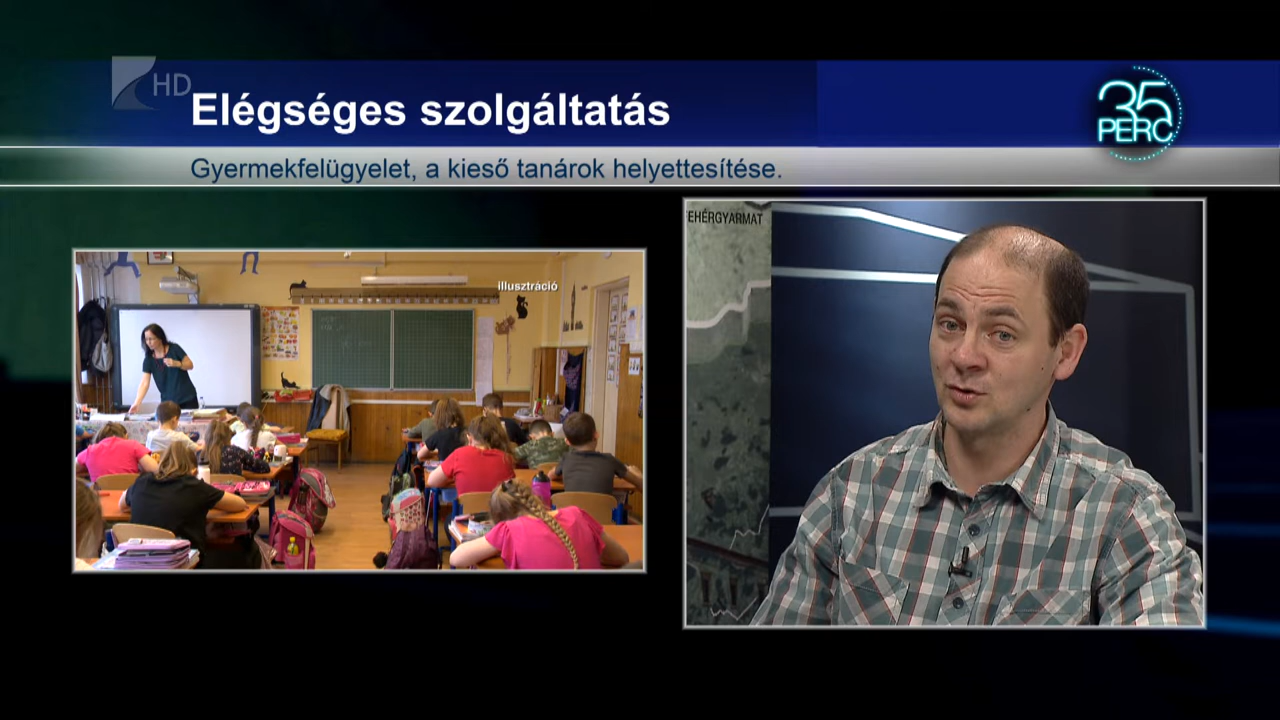 HD
Elégséges szolgáltatás
35
PERC
Gyermekfelügyelet, a kieső tanárok helyettesítése.
EHÉRGYARMAT
illusztráció